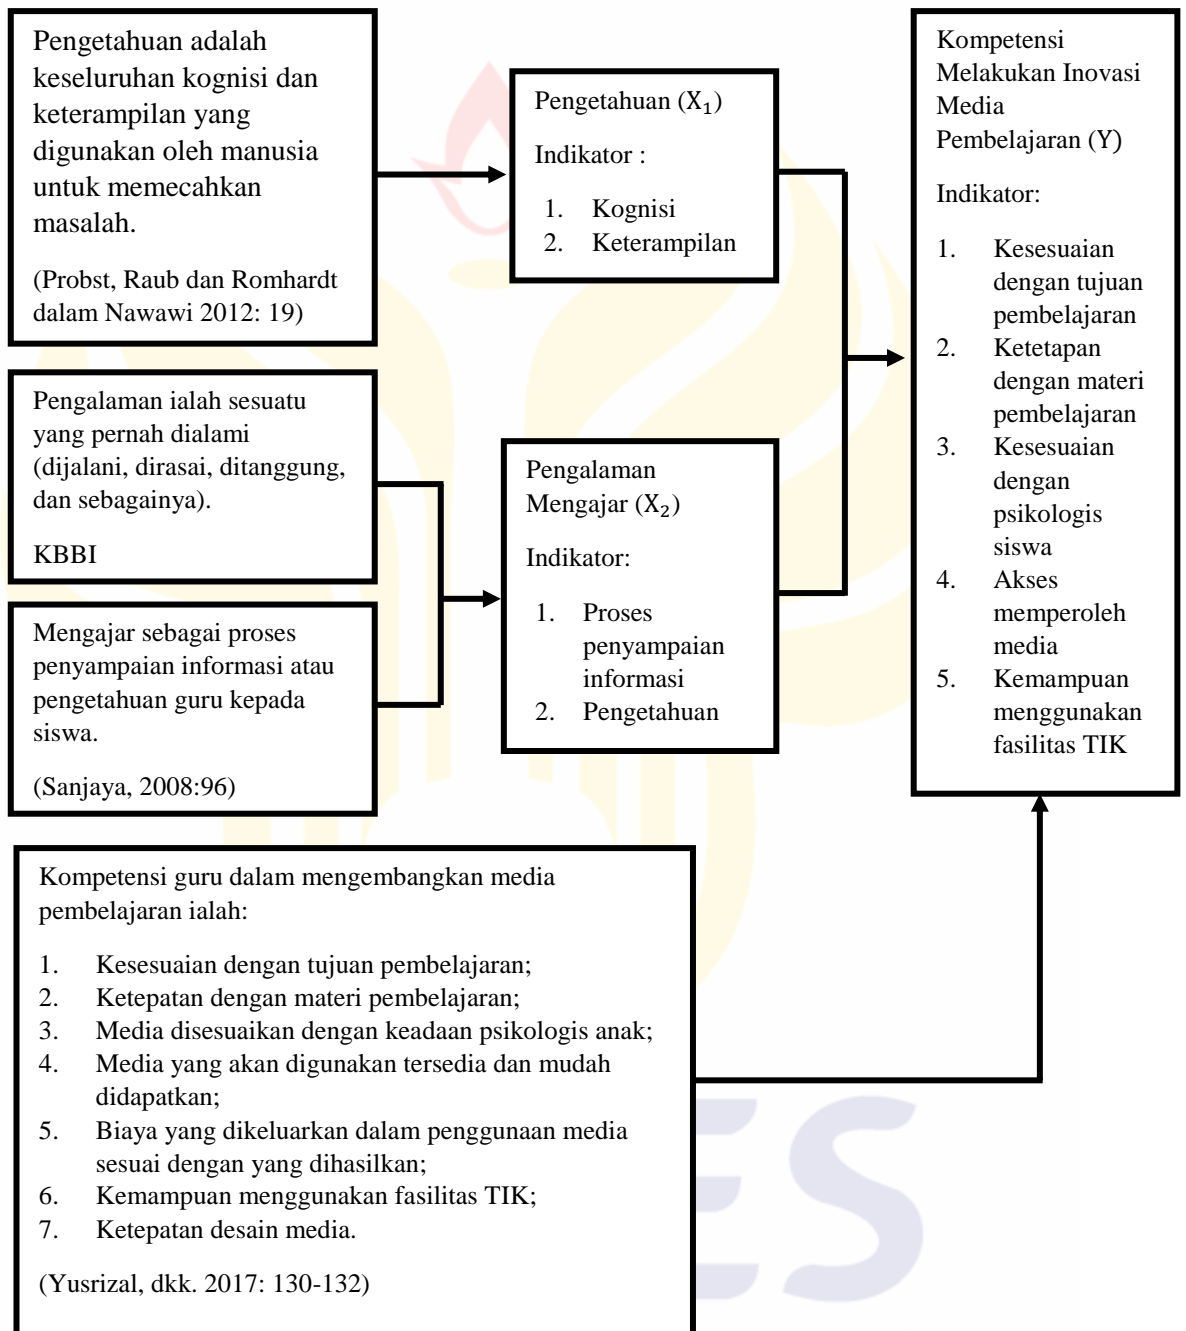 Pengetahuan adalah
keseluruhan kognisi dan
keterampilan yang
digunakan oleh manusia
untuk memecahkan
masalah.
(Probst, Raub dan Romhardt
dalam Nawawi 2012: 19)
Pengalaman ialah sesuatu
yang pernah dialami
(dijalani, dirasai, ditanggung,
dan sebagainya).
KBBI
Mengajar sebagai proses
penyampaian informasi atau
pengetahuan guru kepada
siswa.
(Sanjaya, 2008:96)
Pengetahuan (X₁)
Indikator :
1. Kognisi
2. Keterampilan
Pengalaman
Mengajar (X₂)
Indikator:
1. Proses
penyampaian
informasi
2. Pengetahuan
Kompetensi
Melakukan Inovasi
Media
Pembelajaran (Y)
Indikator:
1. Kesesuaian
dengan tujuan
pembelajaran
2. Ketetapan
dengan materi
pembelajaran
3. Kesesuaian
dengan
psikologis
siswa
4. Akses
memperoleh
media
5. Kemampuan
menggunakan
fasilitas TIK
Kompetensi guru dalam mengembangkan media
pembelajaran ialah:
1. Kesesuaian dengan tujuan pembelajaran;
2. Ketepatan dengan materi pembelajaran;
3. Media disesuaikan dengan keadaan psikologis anak;
4. Media yang akan digunakan tersedia dan mudah
didapatkan;
5. Biaya yang dikeluarkan dalam penggunaan media
sesuai dengan yang dihasilkan;
6. Kemampuan menggunakan fasilitas TIK;
7. Ketepatan desain media.
(Yusrizal, dkk. 2017: 130-132)